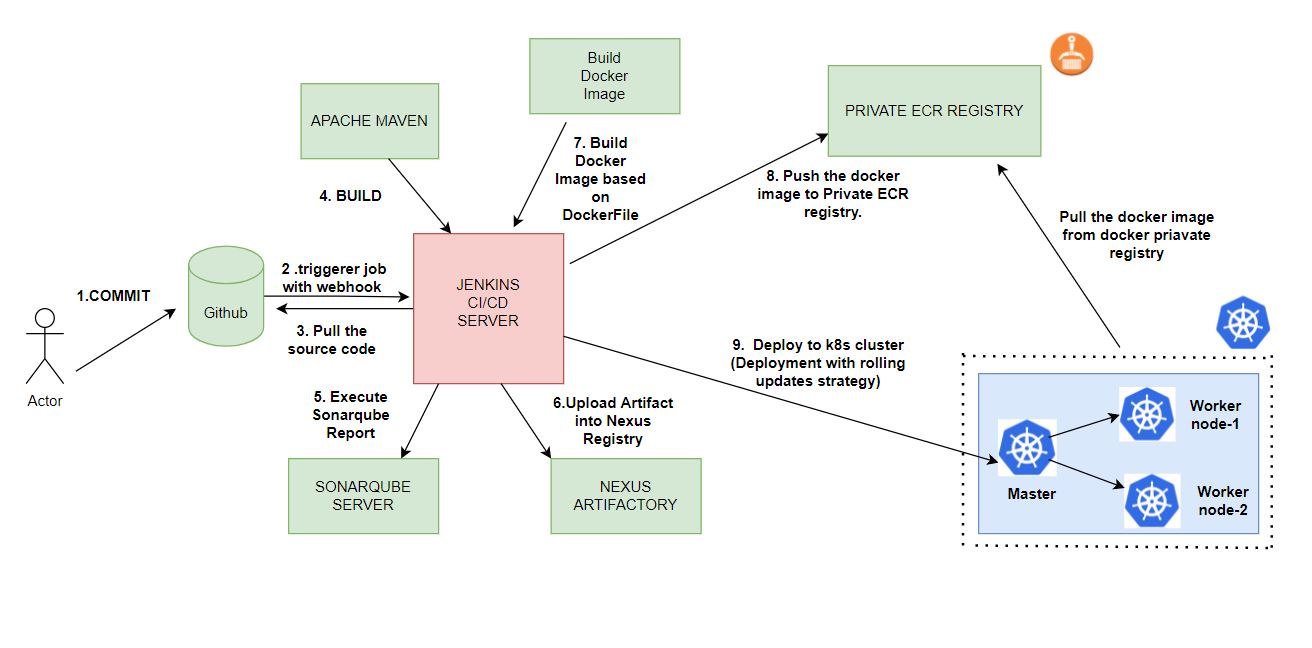 Build
Docker
Image
APACHE MAVEN
PRIVATE ECR REGISTRY
7. Build
Docker
Image based
on
DockerFile
4. BUILD
8. Push the docker
image to Private ECR
registry.
Pull the docker image
from docker priavate
registry
1.COMMIT
Github
2 .triggerer job
with webhook
3. Pull the
source code
JENKINS
CI/CD
SERVER
Actor
9.  Deploy to k8s cluster
(Deployment with rolling
updates strategy)
5. Execute
Sonarqube
Report
6.Upload Artifact
into Nexus
Registry
SONARQUBE
SERVER
NEXUS
ARTIFACTORY
Master
Worker
node-1
Worker
node-2